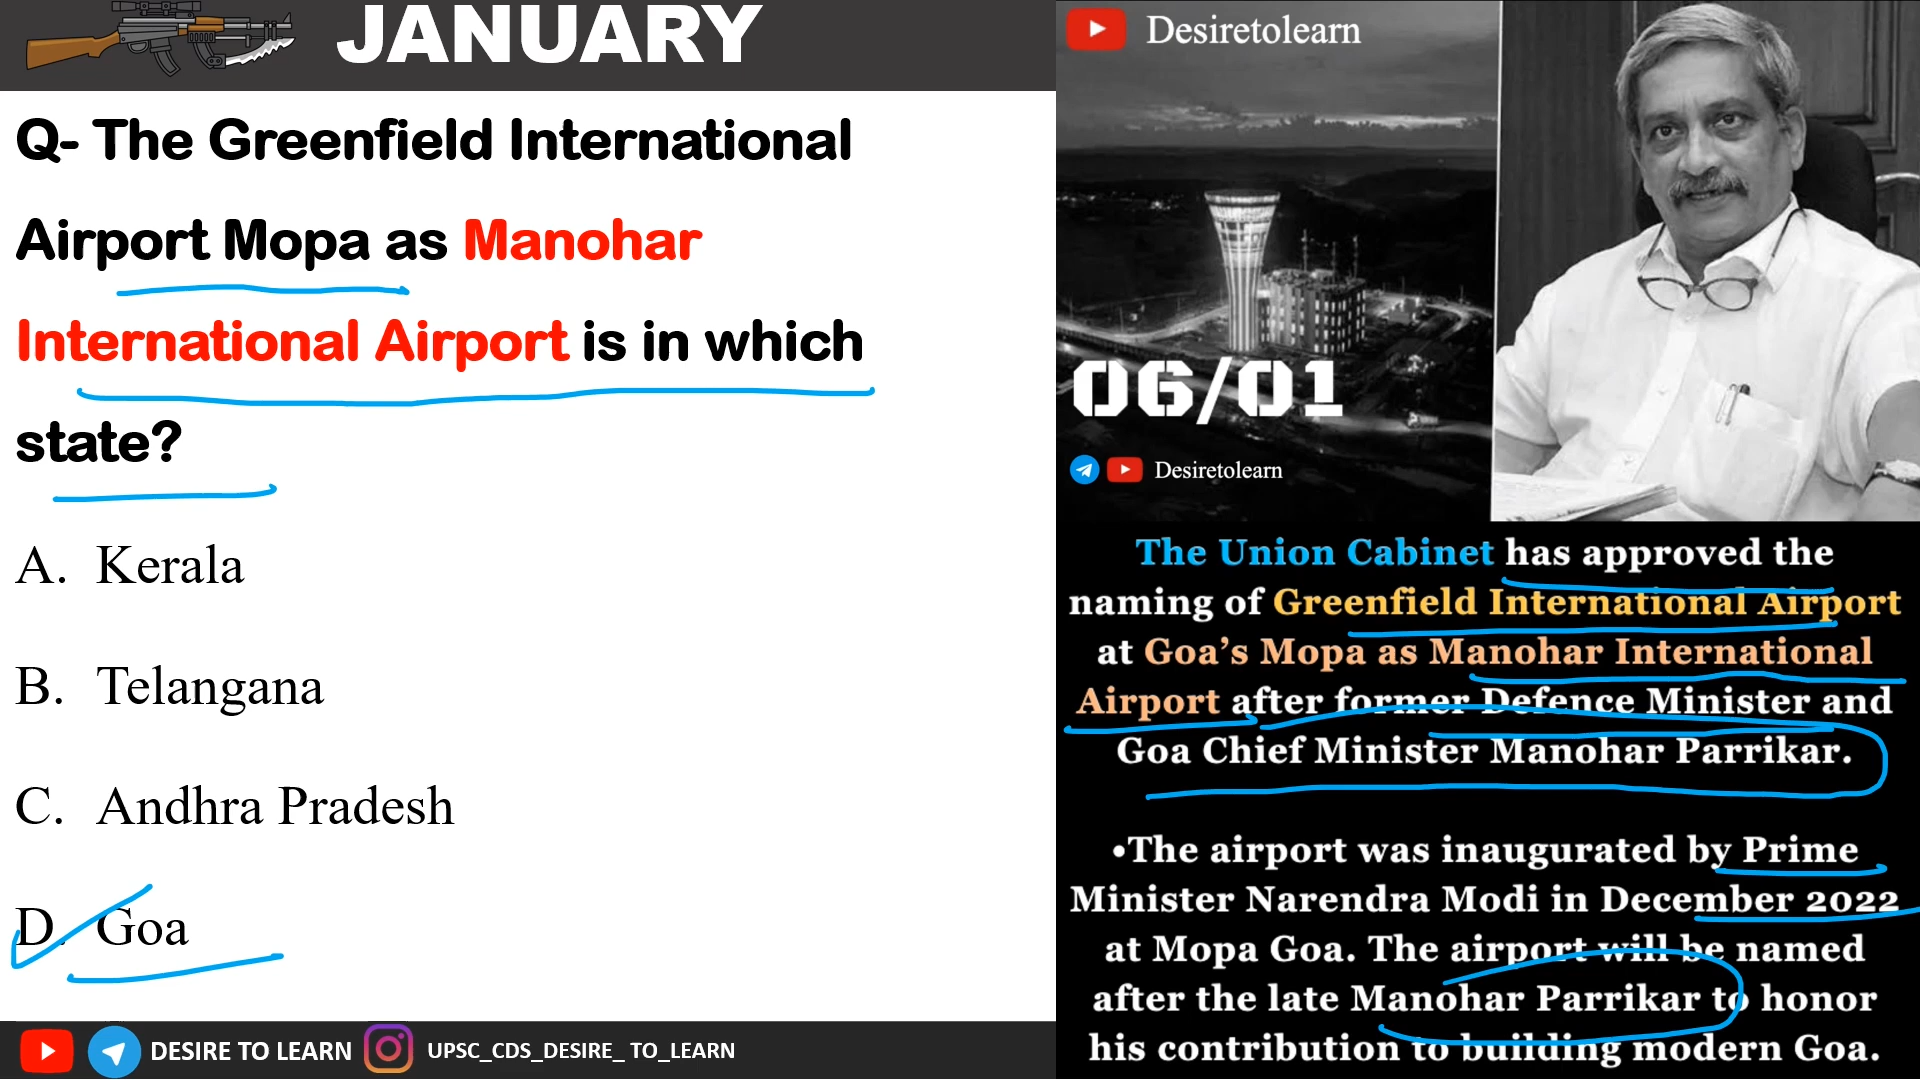 JANUARY
Q- The Greenfield International
Airport Mopa as Manohar
International Airport is in which
state?
A. Kerala
B. Telangana
C. Andhra Pradesh
D. Goa
DESIRE TO LEARN
UPSC_CDS_DESIRE_ TO_LEARN
Desiretolearn
06/01
Desiretolearn
The Union Cabinet has approved the
naming of Greenfield International Airport
at Goa’s Mopa as Manohar International
Airport after former Defence Minister and
Goa Chief Minister Manohar Parrikar.
•The airport was inaugurated by Prime
Minister Narendra Modi in December 2022
at Mopa Goa. The airport will be named
after the late Manohar Parrikar to honor
his contribution to building modern Goa.